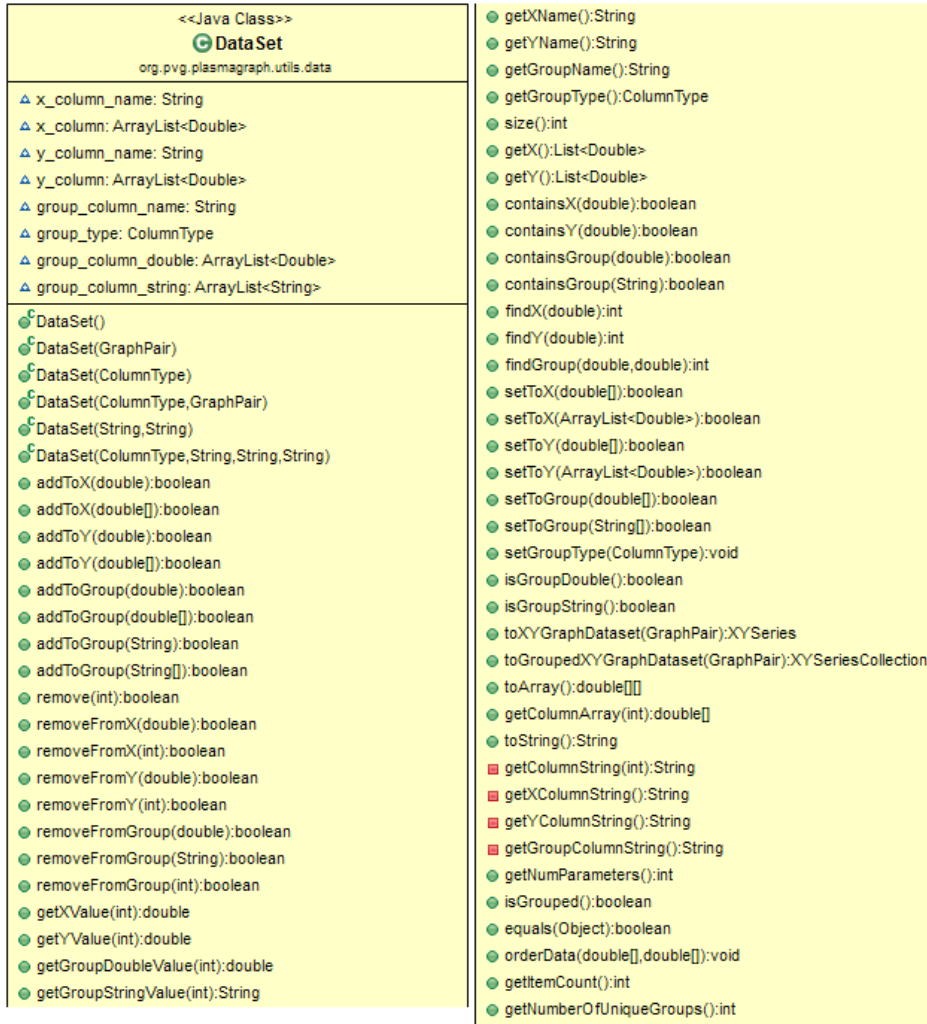 <<Java Class>>
DataSet
org.pvg.plasmagraph.utils.data
x_column_name: String
x_column: ArrayList<Double>
y_column_name: String
y_column: ArrayList<Double>
group_column_name: String
group_type: ColumnType
group_column_double: ArrayList<Double>
group_column_string: ArrayList<String>
DataSet()
DataSet(GraphPair)
DataSet(ColumnType)
DataSet(ColumnType,GraphPair)
DataSet(String,String)
DataSet(ColumnType,String,String,String)
addToX(double):boolean
addToX(double[]):boolean
addToY(double):boolean
addToY(double[]):boolean
addToGroup(double):boolean
addToGroup(double[]):boolean
addToGroup(String):boolean
addToGroup(String[]):boolean
remove(int):boolean
removeFromX(double):boolean
removeFromX(int):boolean
removeFromY(double):boolean
removeFromY(int):boolean
removeFromGroup(double):boolean
removeFromGroup(String):boolean
removeFromGroup(int):boolean
getXValue(int):double
getYValue(int):double
getGroupDoubleValue(int):double
getGroupStringValue(int):String
getXName():String
getYName():String
getGroupName():String
getGroupType():ColumnType
size():int
getX():List<Double>
getY():List<Double>
containsX(double):boolean
containsY(double):boolean
containsGroup(double):boolean
containsGroup(String):boolean
findX(double):int
findY(double):int
findGroup(double,double):int
setToX(double[]):boolean
setToX(ArrayList<Double>):boolean
setToY(double[]):boolean
setToY(ArrayList<Double>):boolean
setToGroup(double[]):boolean
setToGroup(String[]):boolean
setGroupType(ColumnType):void
isGroupDouble():boolean
isGroupString():boolean
toXYGraphDataset(GraphPair):XYSeries
toGroupedXYGraphDataset(GraphPair):XYSeriesCollection
toArray():double[][]
getColumnArray(int):double[]
toString():String
getColumnString(int):String
getXColumnString():String
getYColumnString():String
getGroupColumnString():String
getNumParameters():int
isGrouped():boolean
equals(Object):boolean
orderData(double[],double[]):void
getItemCount():int
getNumberOfUniqueGroups():int